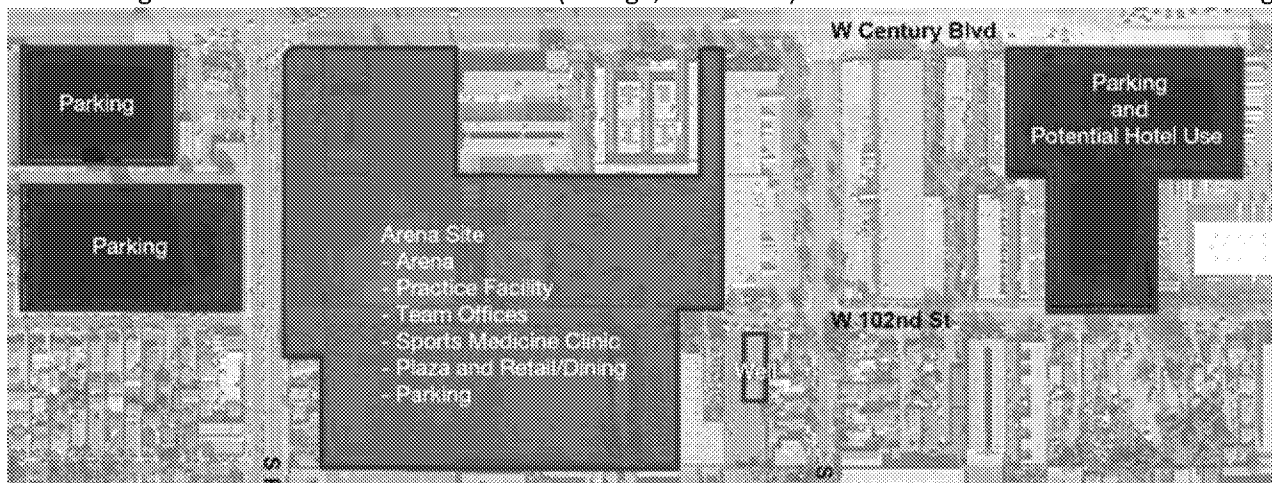 W Century Blvd
Parking
Parking
and
Potential Hotel Use
Parking
Arena Site
- Arena
- Practice Facility
- Team Offices
- Sports Medicine Clinic
- Plaza and Retail/Dining
- Parking
W 102nd St
Well
S
S